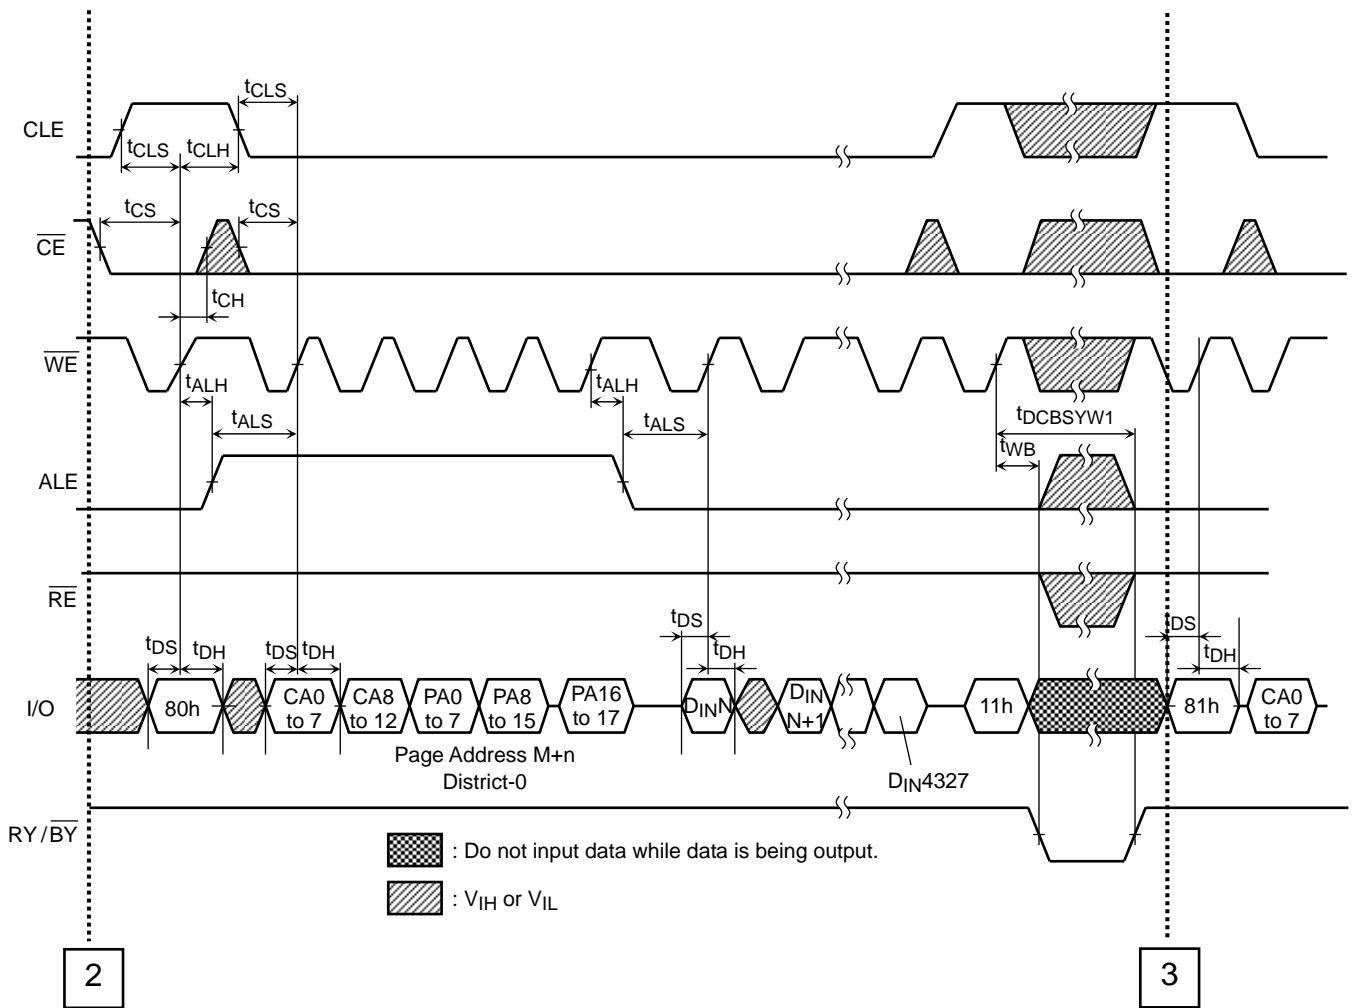 tCLS
CLE
tCLS
tCLH
tCS
tCS
CE
tCH
WE
tALH
tALH
tALS
tALS
tDCBSYW1
tWB
ALE
RE
tDS
tDH
tDS
tDH
tDS
tDH
tDS
tDH
I/O
80h
CA0
to 7
CA8
to 12
PA0
to 7
PA8
to 15
PA16
to 17
DINN
DIN
N+1
11h
81h
CA0
to 7
Page Address M+n
District-0
DIN4327
RY/BY
: Do not input data while data is being output.
: VIH or VIL
2
3